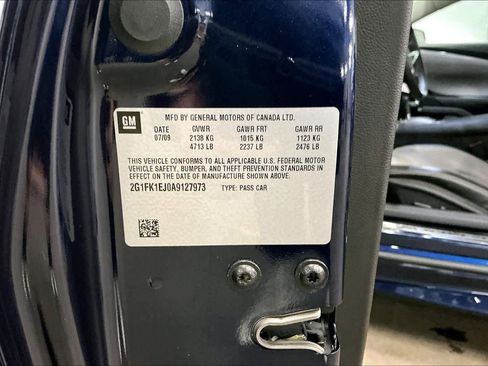 GM
MFD BY GENERAL MOTORS OF CANADA LTD.
DATE GVWR GAWR FRT GAWR RR
07/09 2138 KG 1015 KG 1123 KG
4713 LB 2237 LB 2476 LB
THIS VEHICLE CONFORMS TO ALL APPLICABLE U.S. FEDERAL MOTOR
VEHICLE SAFETY, BUMPER, AND THEFT PREVENTION STANDARDS IN
EFFECT ON THE DATE OF MANUFACTURE SHOWN ABOVE.
2G1FK1EJ0A9127973 TYPE: PASS CAR